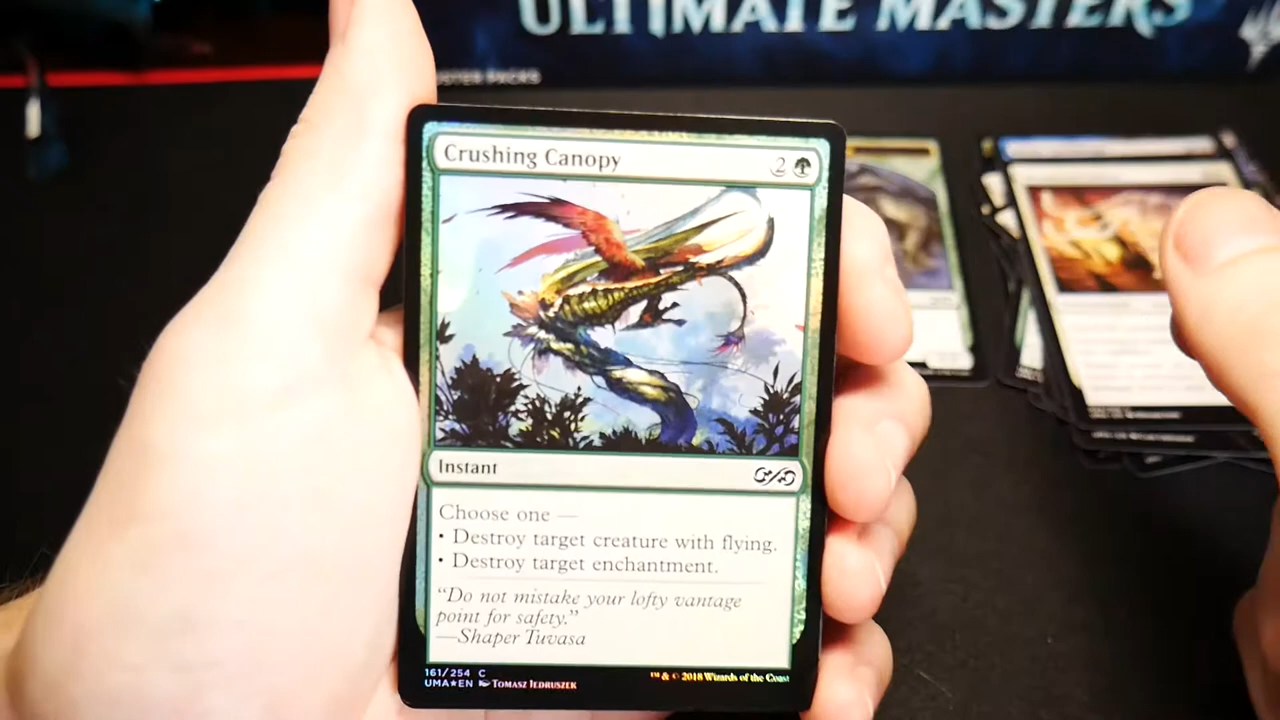 ULTIMATE MASTERS
STER PACKS
Crushing Canopy 2
Instant
Choose one —
• Destroy target creature with flying.
• Destroy target enchantment.
“Do not mistake your lofty vantage
point for safety.”
—Shaper Tuvasa
161/254 C
UMA★EN Tomasz Jedruszek
™ & © 2018 Wizards of the Coast